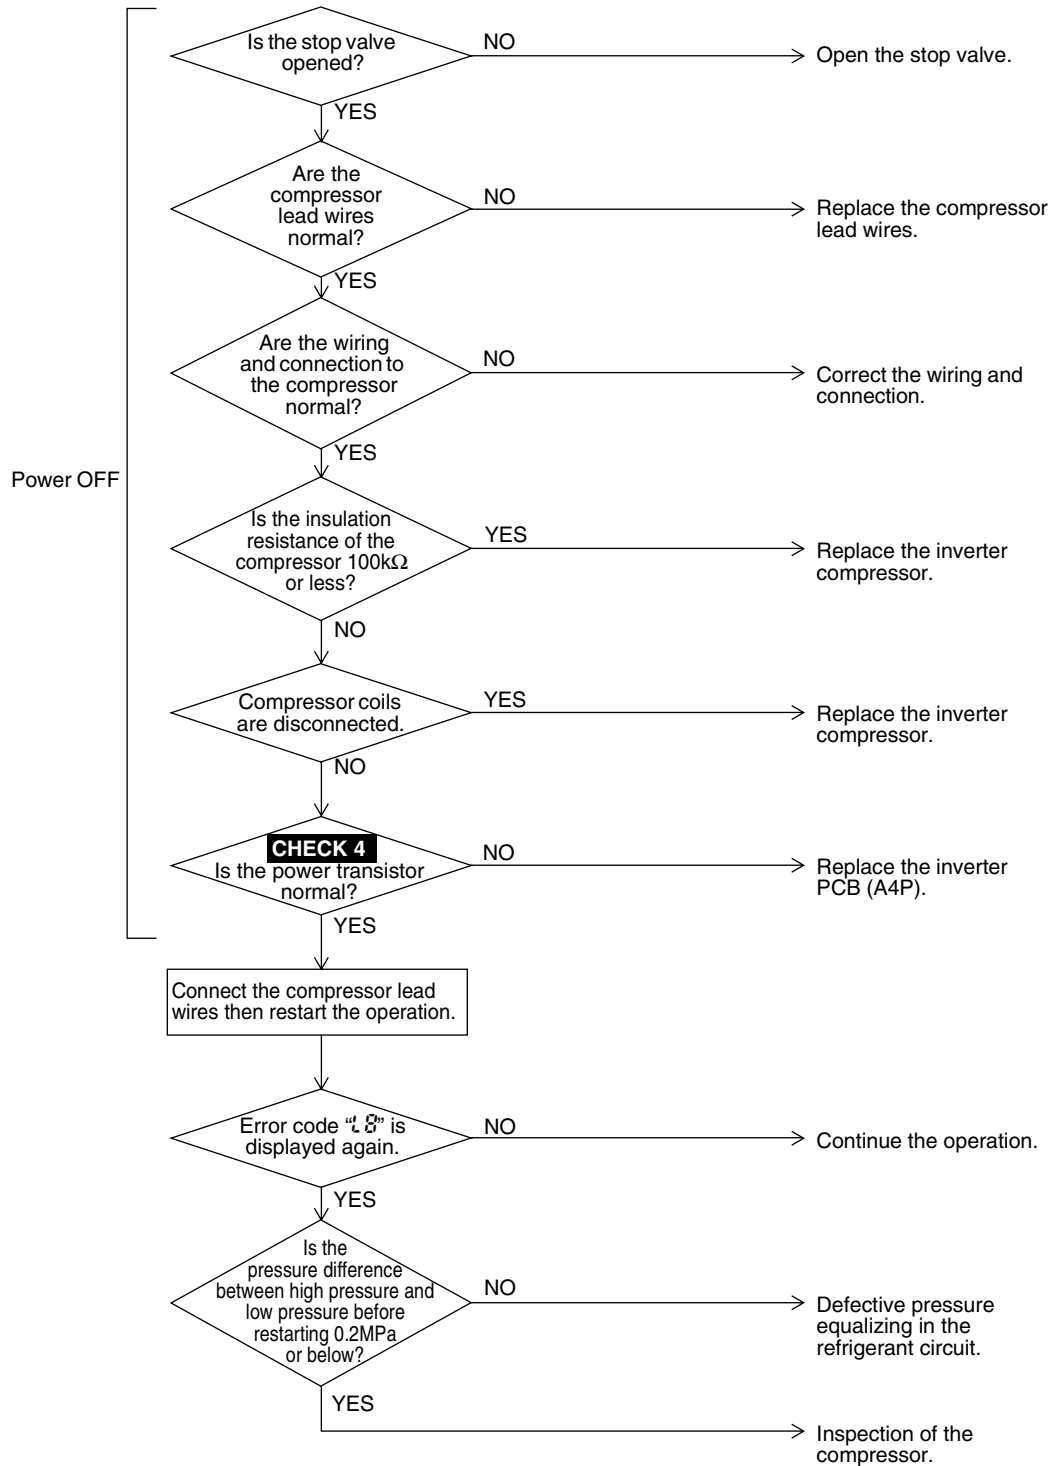 Is the stop valve
opened?
NO
Open the stop valve.
YES
Are the
compressor
lead wires
normal?
NO
Replace the compressor
lead wires.
YES
Are the wiring
and connection to
the compressor
normal?
NO
Correct the wiring and
connection.
YES
Power OFF
Is the insulation
resistance of the
compressor 100kΩ
or less?
YES
Replace the inverter
compressor.
NO
Compressor coils
are disconnected.
YES
Replace the inverter
compressor.
NO
CHECK 4
Is the power transistor
normal?
NO
Replace the inverter
PCB (A4P).
YES
Connect the compressor lead
wires then restart the operation.
Error code “L8” is
displayed again.
NO
Continue the operation.
YES
Is the
pressure difference
between high pressure and
low pressure before
restarting 0.2MPa
or below?
NO
Defective pressure
equalizing in the
refrigerant circuit.
YES
Inspection of the
compressor.